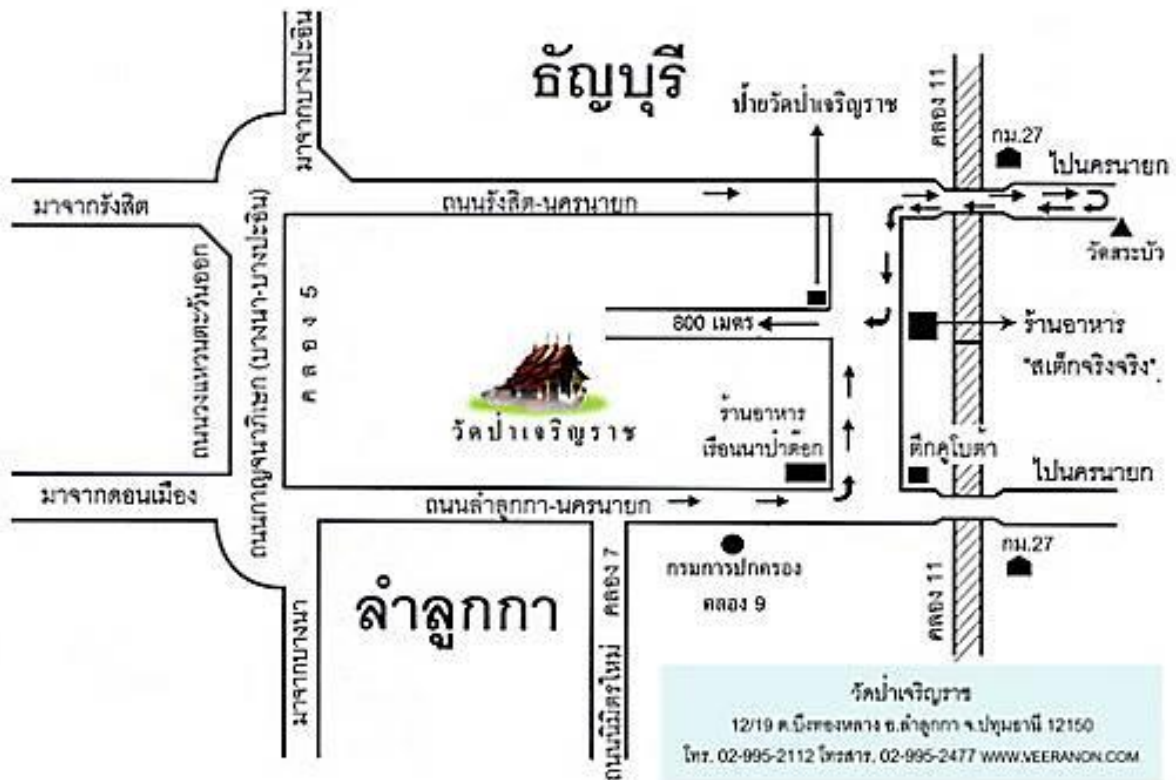 ธัญบุรี
มาจากบางปะอิน
ป้ายวัดป่าเจริญราช
คลอง 11
กม.27
ไปนครนายก
มาจากรังสิต
ถนนรังสิต-นครนายก
วัดสระบัว
ถนนวงแหวนตะวันออก
ถนนกาญจนาภิเษก (บางนา-บางปะอิน)
คลอง 5
800 เมตร
ร้านอาหาร
"สเต็กจริงจริง"
วัดป่าเจริญราช
ร้านอาหาร
เรือนนาป่าต้อก
ตึกคูโบต้า
ไปนครนายก
มาจากดอนเมือง
ถนนลำลูกกา-นครนายก
กม.27
กรมการปกครอง
คลอง 9
ลำลูกกา
มาจากบางนา
ถนนนิมิตรใหม่ คลอง 7
คลอง 11
วัดป่าเจริญราช
12/19 ต.บึงทองหลาง อ.ลำลูกกา จ.ปทุมธานี 12150
โทร. 02-995-2112 โทรสาร. 02-995-2477 WWW.VEERANON.COM